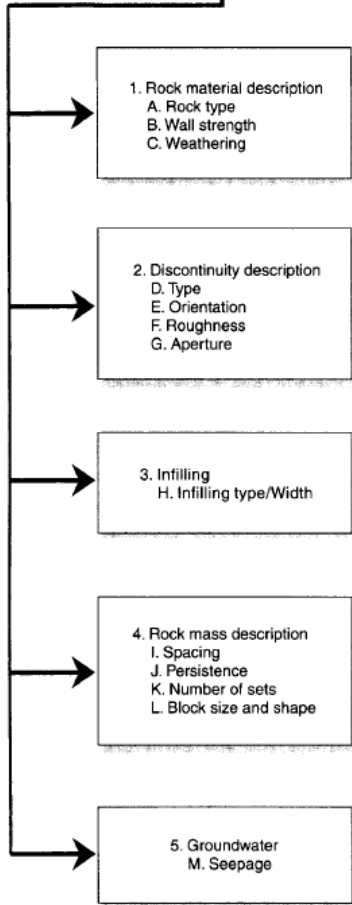 1. Rock material description
A. Rock type
B. Wall strength
C. Weathering
2. Discontinuity description
D. Type
E. Orientation
F. Roughness
G. Aperture
3. Infilling
H. Infilling type/Width
4. Rock mass description
I. Spacing
J. Persistence
K. Number of sets
L. Block size and shape
5. Groundwater
M. Seepage